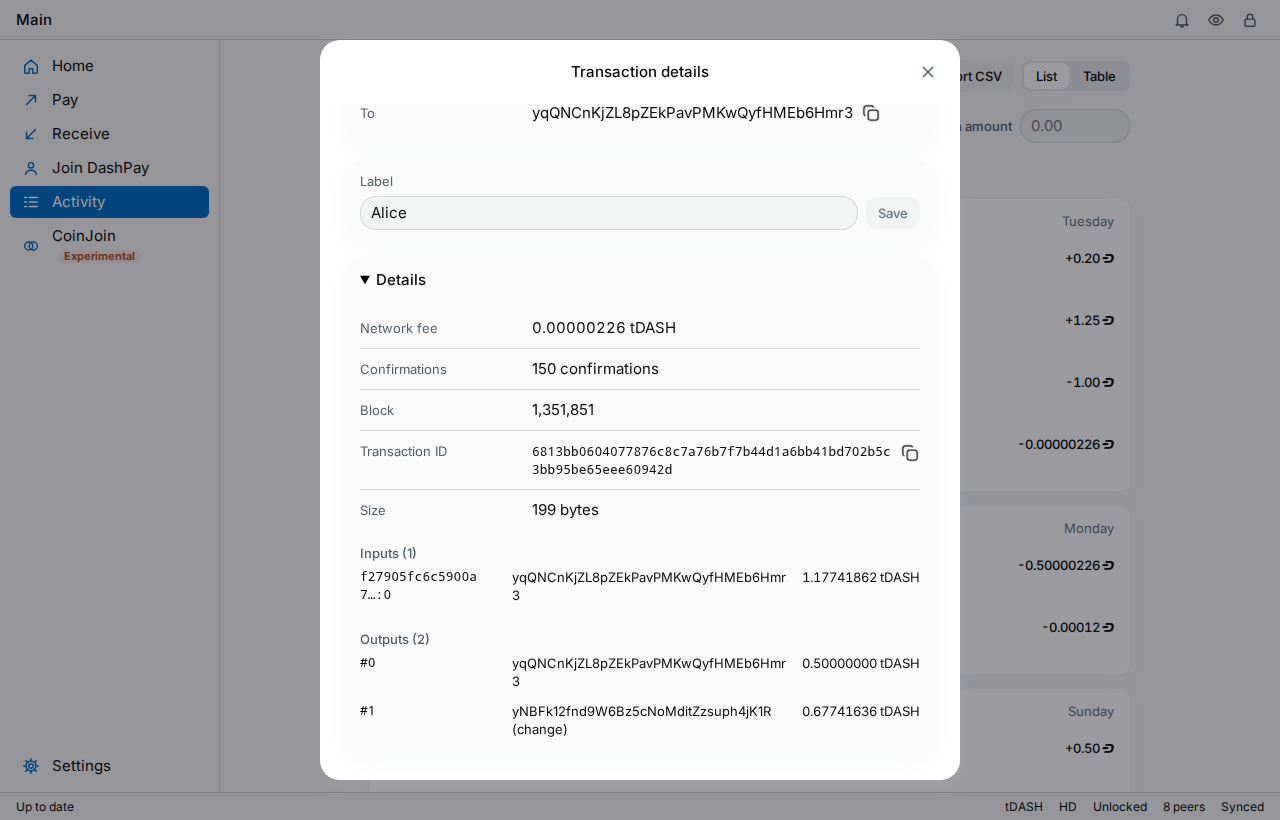 Main
Home
Pay
Receive
Join DashPay
Activity
CoinJoin
Experimental
Settings
Transaction details
To
yqQNCnKjZL8pZEkPavPMKwQyfHMEb6Hmr3
Label
Alice
Save
Details
Network fee
0.00000226 tDASH
Confirmations
150 confirmations
Block
1,351,851
Transaction ID
6813bb0604077876c8c7a76b7f7b44d1a6bb41bd702b5c
3bb95be65eee60942d
Size
199 bytes
Inputs (1)
f27905fc6c5900a
7…:0
yqQNCnKjZL8pZEkPavPMKwQyfHMEb6Hmr
3
1.17741862 tDASH
Outputs (2)
#0
yqQNCnKjZL8pZEkPavPMKwQyfHMEb6Hmr
3
0.50000000 tDASH
#1
yNBFk12fnd9W6Bz5cNoMditZzsuph4jK1R
(change)
0.67741636 tDASH
CSV
List
Table
amount
0.00
Tuesday
+0.20
+1.25
-1.00
-0.00000226
Monday
-0.50000226
-0.00012
Sunday
+0.50
Up to date
tDASH
HD
Unlocked
8 peers
Synced